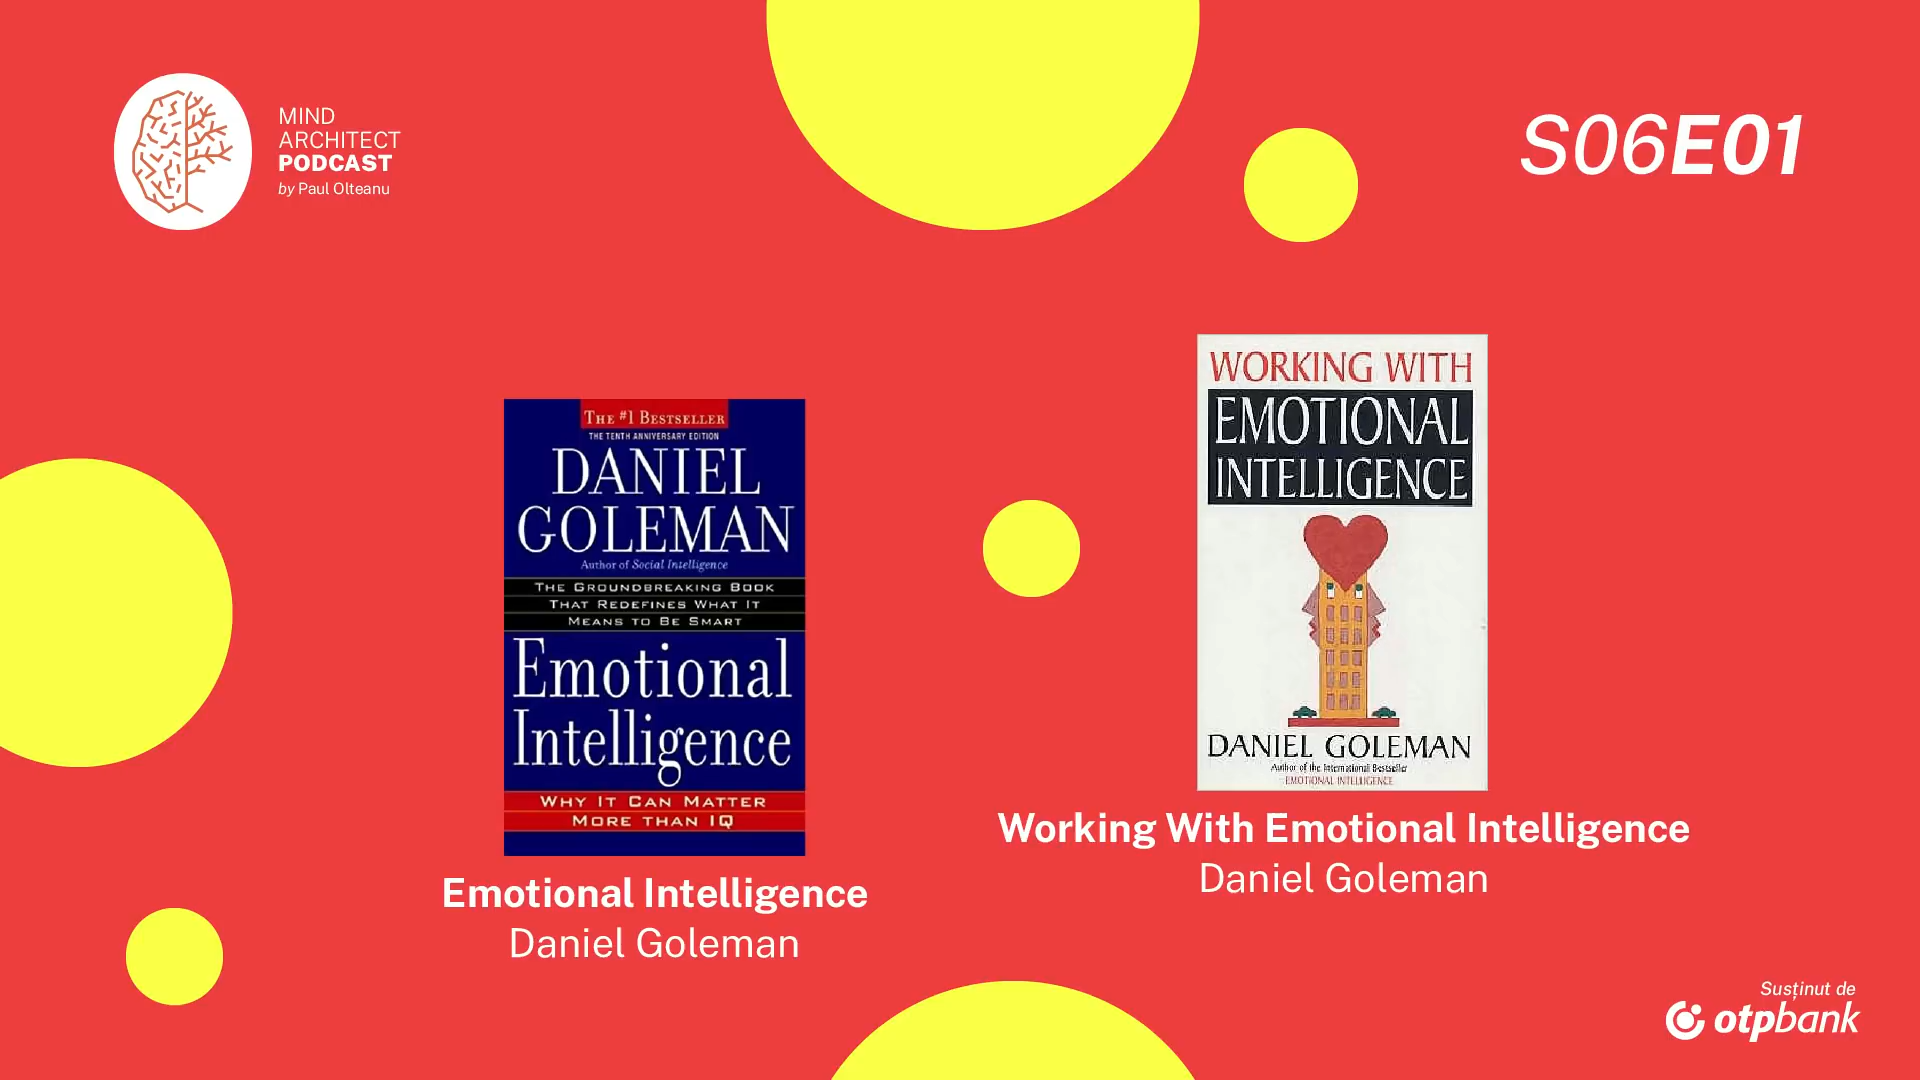 MIND
ARCHITECT
PODCAST
by Paul Olteanu
S06E01
THE #1 BESTSELLER
THE TENTH ANNIVERSARY EDITION
DANIEL
GOLEMAN
Author of Social Intelligence
THE GROUNDBREAKING BOOK
THAT REDEFINES WHAT IT
MEANS TO BE SMART
Emotional
Intelligence
WHY IT CAN MATTER
MORE THAN IQ
Emotional Intelligence
Daniel Goleman
WORKING WITH
EMOTIONAL
INTELLIGENCE
DANIEL GOLEMAN
Author of the International Bestseller
EMOTIONAL INTELLIGENCE
Working With Emotional Intelligence
Daniel Goleman
Susținut de
otpbank